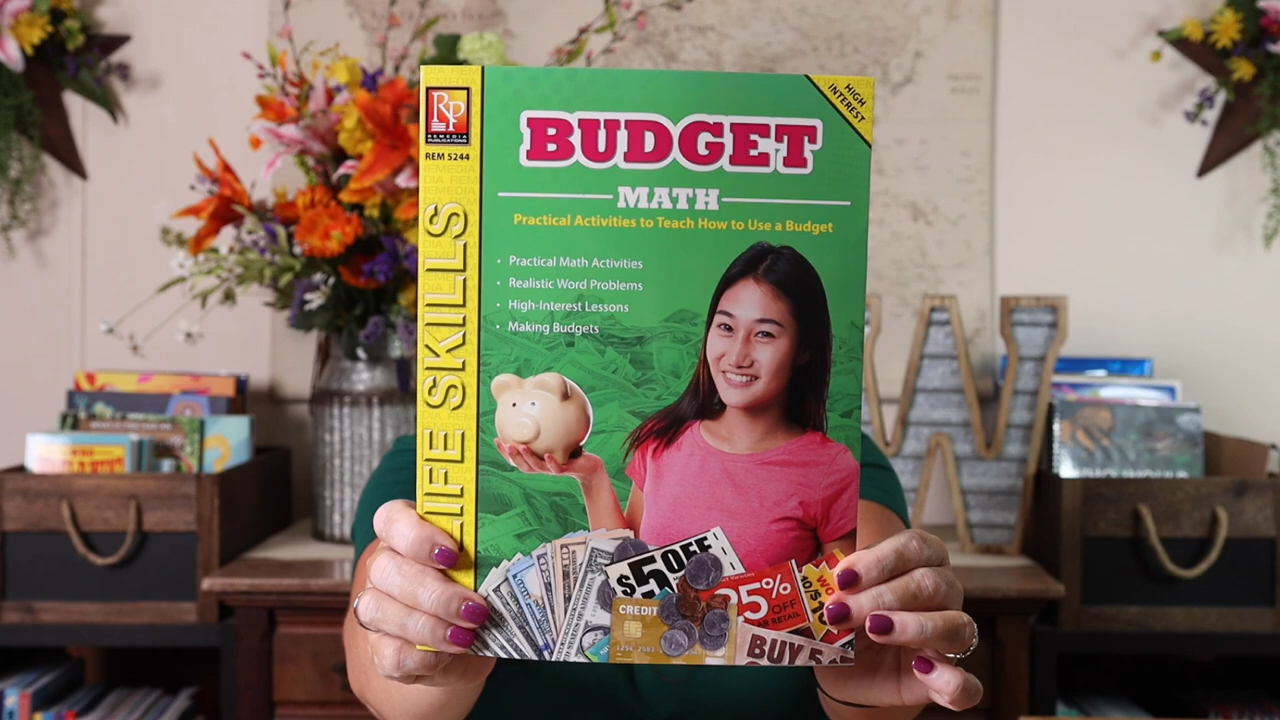 RP
REMEDIA
PUBLICATIONS
REM 5244
LIFE SKILLS
HIGH
INTEREST
BUDGET
MATH
Practical Activities to Teach How to Use a Budget
• Practical Math Activities
• Realistic Word Problems
• High-Interest Lessons
• Making Budgets
$5 OFF
25%
OFF
CREDIT
BUY 5
W